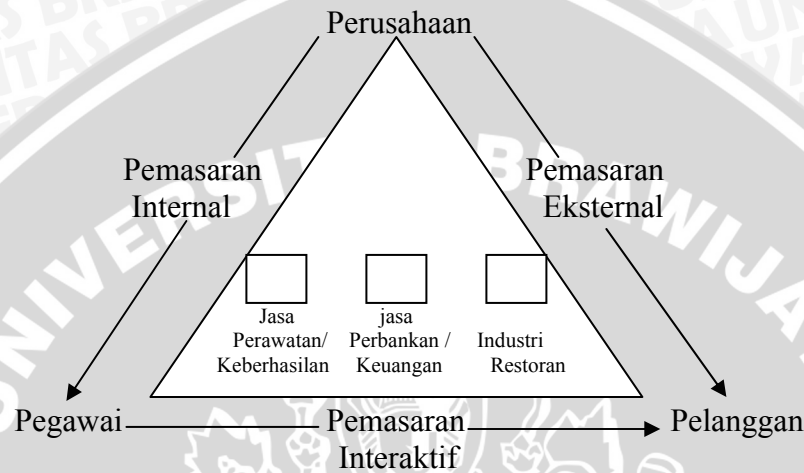 Perusahaan
Pemasaran
Internal
Pemasaran
Eksternal
Jasa
Perawatan/
Keberhasilan
jasa
Perbankan /
Keuangan
Industri
Restoran
Pegawai
Pemasaran
Interaktif
Pelanggan